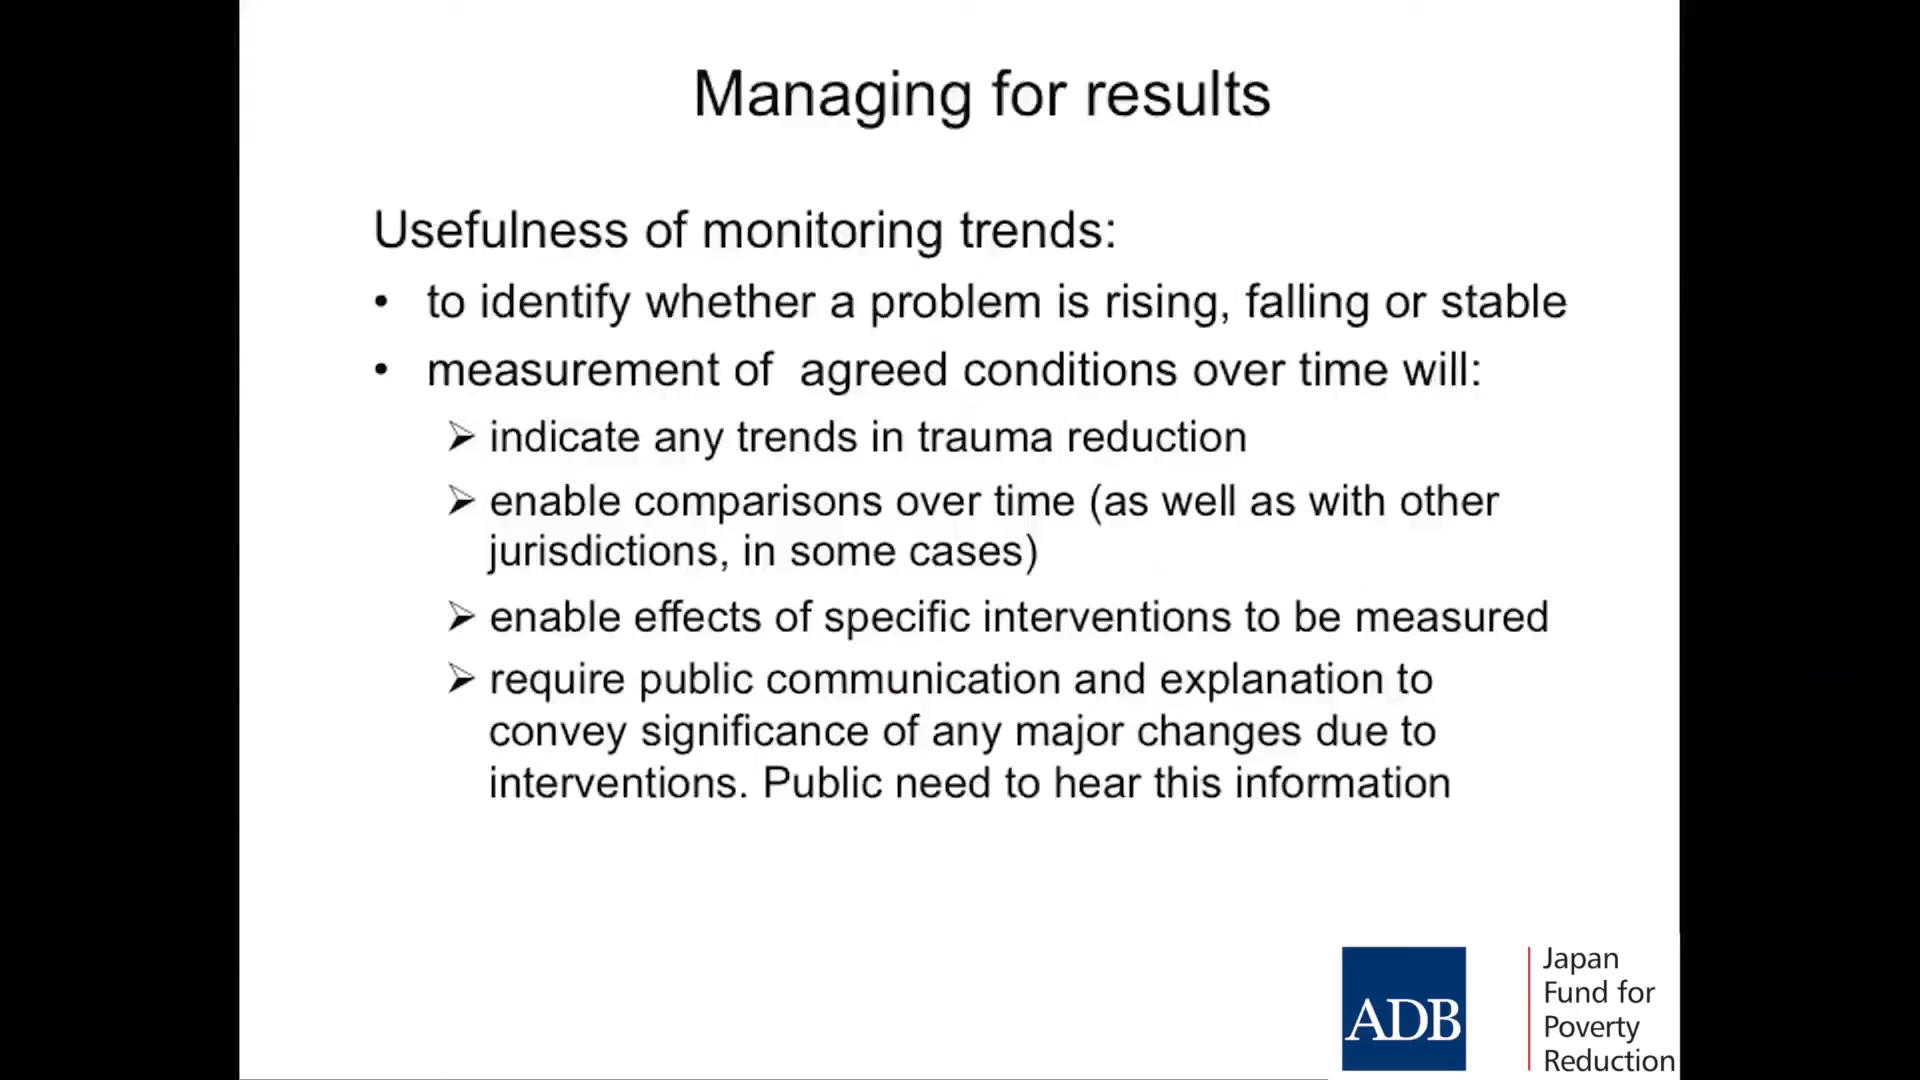 Managing for results
Usefulness of monitoring trends:
• to identify whether a problem is rising, falling or stable
• measurement of  agreed conditions over time will:
➢ indicate any trends in trauma reduction
➢ enable comparisons over time (as well as with other
jurisdictions, in some cases)
➢ enable effects of specific interventions to be measured
➢ require public communication and explanation to
convey significance of any major changes due to
interventions. Public need to hear this information
ADB
Japan
Fund for
Poverty
Reduction